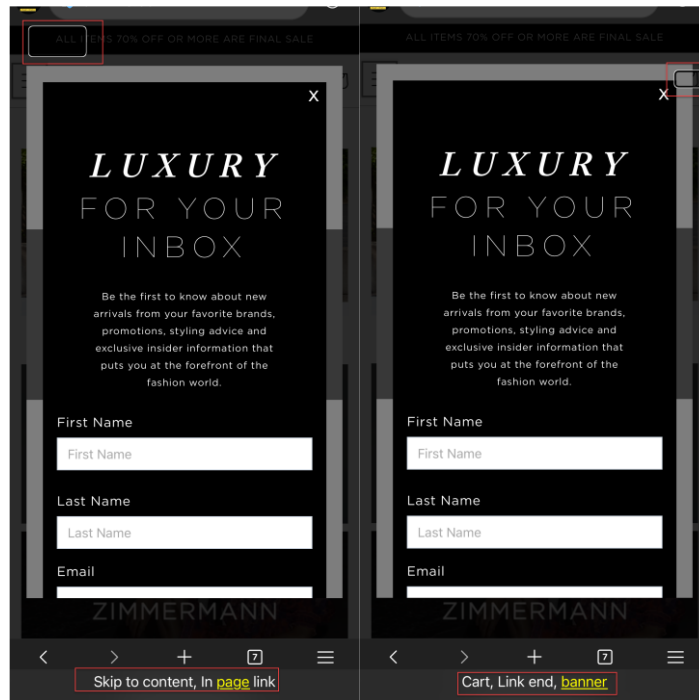 ALL ITEMS 70% OFF OR MORE ARE FINAL SALE
X
LUXURY
FOR YOUR
INBOX
Be the first to know about new
arrivals from your favorite brands,
promotions, styling advice and
exclusive insider information that
puts you at the forefront of the
fashion world.
First Name
First Name
Last Name
Last Name
Email
ZIMMERMANN
7
Skip to content, In page link
ALL ITEMS 70% OFF OR MORE ARE FINAL SALE
X
LUXURY
FOR YOUR
INBOX
Be the first to know about new
arrivals from your favorite brands,
promotions, styling advice and
exclusive insider information that
puts you at the forefront of the
fashion world.
First Name
First Name
Last Name
Last Name
Email
ZIMMERMANN
7
Cart, Link end, banner